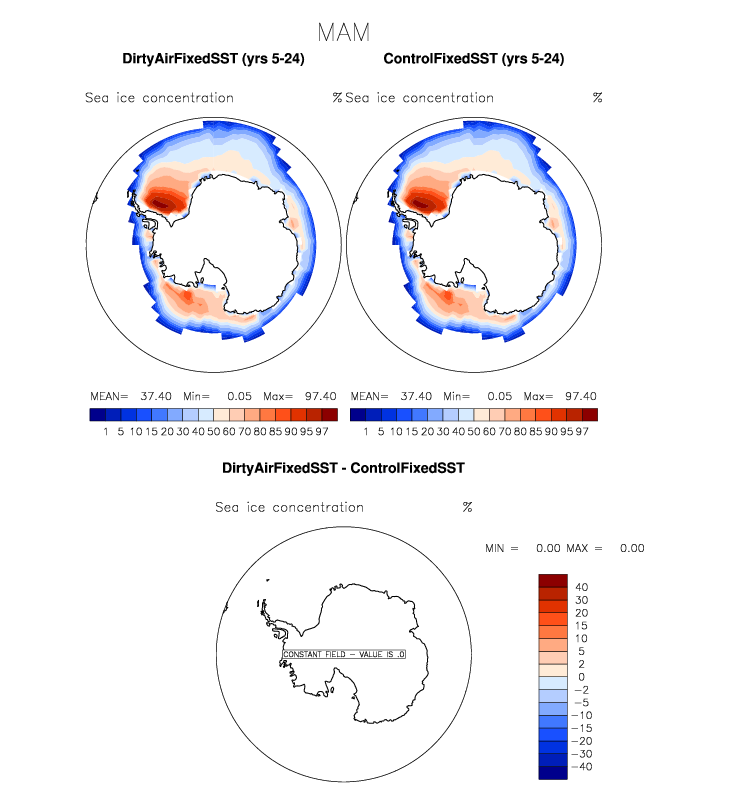 MAM
DirtyAirFixedSST (yrs 5-24) ControlFixedSST (yrs 5-24)
Sea ice concentration % Sea ice concentration %
MEAN= 37.40 Min= 0.05 Max= 97.40 MEAN= 37.40 Min= 0.05 Max= 97.40
1 5 10 15 20 30 40 50 60 70 80 85 90 95 97 1 5 10 15 20 30 40 50 60 70 80 85 90 95 97
DirtyAirFixedSST - ControlFixedSST
Sea ice concentration %
MIN = 0.00 MAX = 0.00
40
30
20
15
10
5
2
0
-2
-5
-10
-15
-20
-30
-40
CONSTANT FIELD - VALUE IS .0